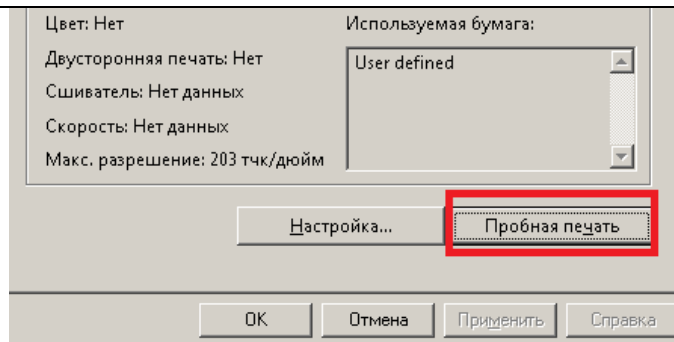 Цвет: Нет
Используемая бумага:
Двусторонняя печать: Нет
User defined
Сшиватель: Нет данных
Скорость: Нет данных
Макс. разрешение: 203 тчк/дюйм
Настройка...
Пробная печать
OK
Отмена
Применить
Справка